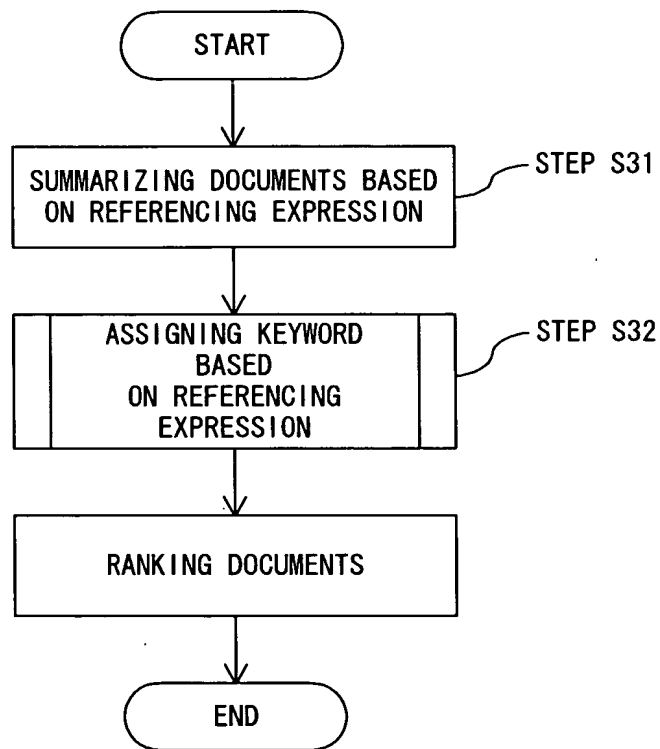 START
SUMMARIZING DOCUMENTS BASED
ON REFERENCING EXPRESSION
STEP S31
ASSIGNING KEYWORD
BASED
ON REFERENCING
EXPRESSION
STEP S32
RANKING DOCUMENTS
END